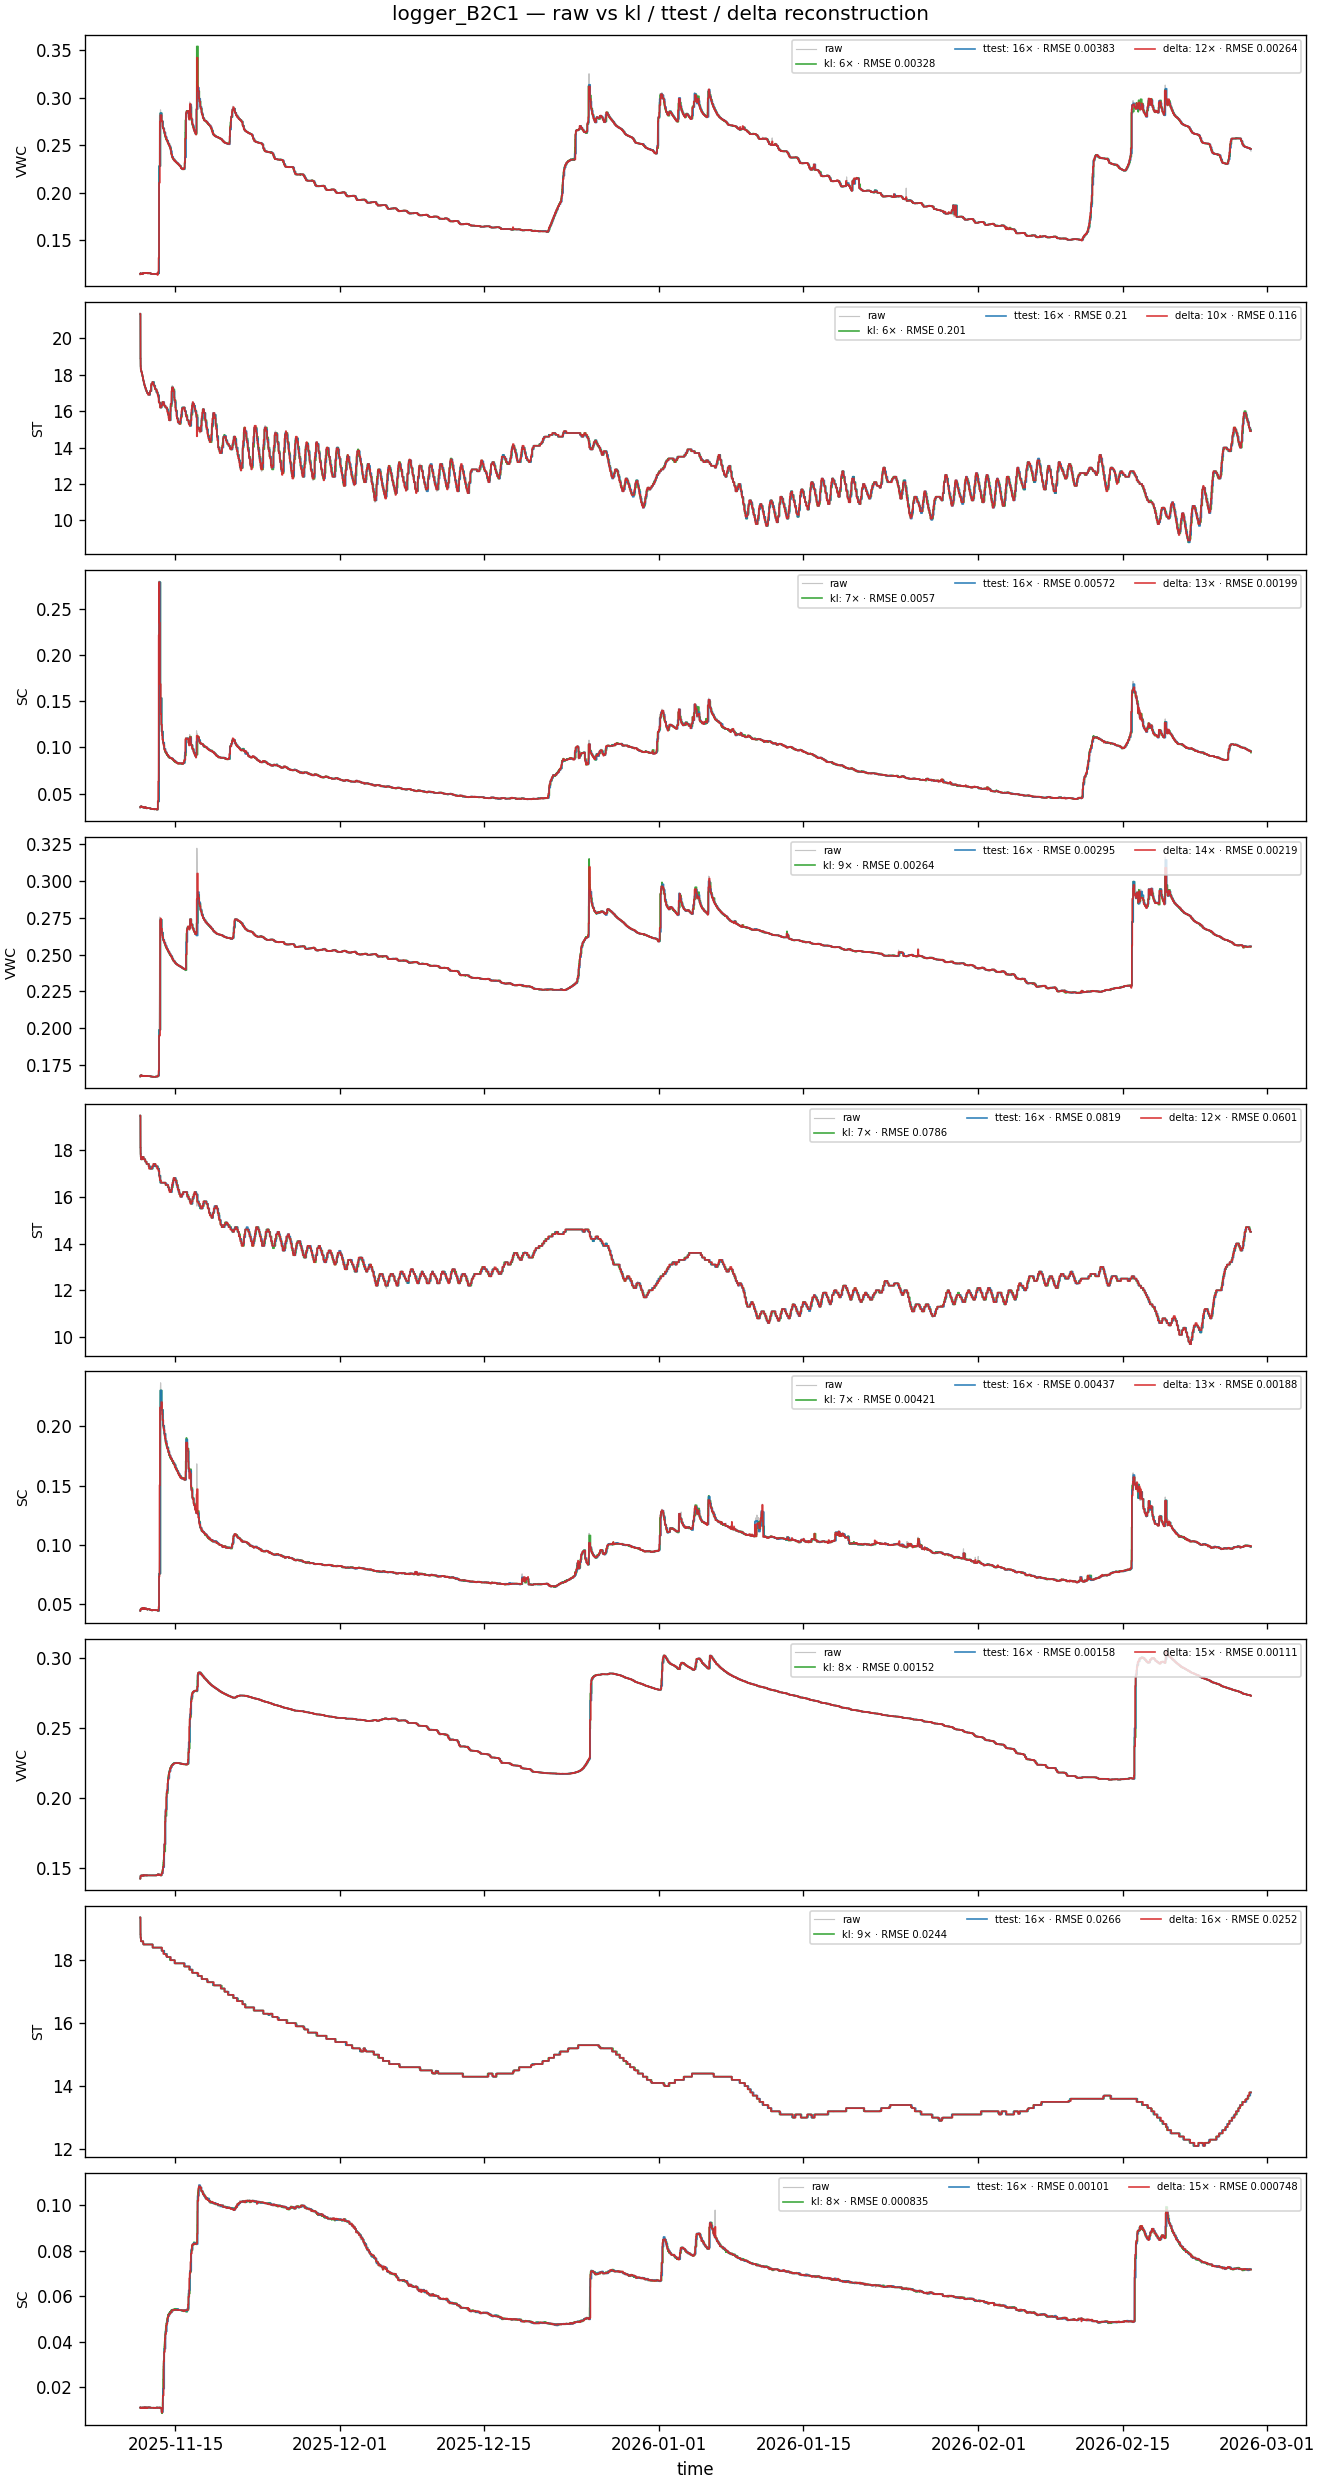 logger_B2C1 — raw vs kl / ttest / delta reconstruction
raw
kl: 6× · RMSE 0.00328
ttest: 16× · RMSE 0.00383
delta: 12× · RMSE 0.00264
0.35
0.30
0.25
0.20
0.15
VWC
raw
kl: 6× · RMSE 0.201
ttest: 16× · RMSE 0.21
delta: 10× · RMSE 0.116
20
18
16
14
12
10
ST
raw
kl: 7× · RMSE 0.0057
ttest: 16× · RMSE 0.00572
delta: 13× · RMSE 0.00199
0.25
0.20
0.15
0.10
0.05
SC
raw
kl: 9× · RMSE 0.00264
ttest: 16× · RMSE 0.00295
delta: 14× · RMSE 0.00219
0.325
0.300
0.275
0.250
0.225
0.200
0.175
VWC
raw
kl: 7× · RMSE 0.0786
ttest: 16× · RMSE 0.0819
delta: 12× · RMSE 0.0601
18
16
14
12
10
ST
raw
kl: 7× · RMSE 0.00421
ttest: 16× · RMSE 0.00437
delta: 13× · RMSE 0.00188
0.20
0.15
0.10
0.05
SC
raw
kl: 8× · RMSE 0.00152
ttest: 16× · RMSE 0.00158
delta: 15× · RMSE 0.00111
0.30
0.25
0.20
0.15
VWC
raw
kl: 9× · RMSE 0.0244
ttest: 16× · RMSE 0.0266
delta: 16× · RMSE 0.0252
18
16
14
12
ST
raw
kl: 8× · RMSE 0.000835
ttest: 16× · RMSE 0.00101
delta: 15× · RMSE 0.000748
0.10
0.08
0.06
0.04
0.02
SC
2025-11-15 2025-12-01 2025-12-15 2026-01-01 2026-01-15 2026-02-01 2026-02-15 2026-03-01
time